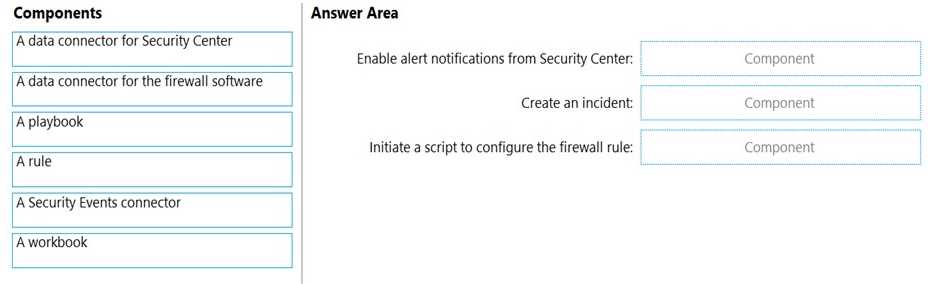 Components
A data connector for Security Center
A data connector for the firewall software
A playbook
A rule
A Security Events connector
A workbook
Answer Area
Enable alert notifications from Security Center:
Component
Create an incident:
Component
Initiate a script to configure the firewall rule:
Component